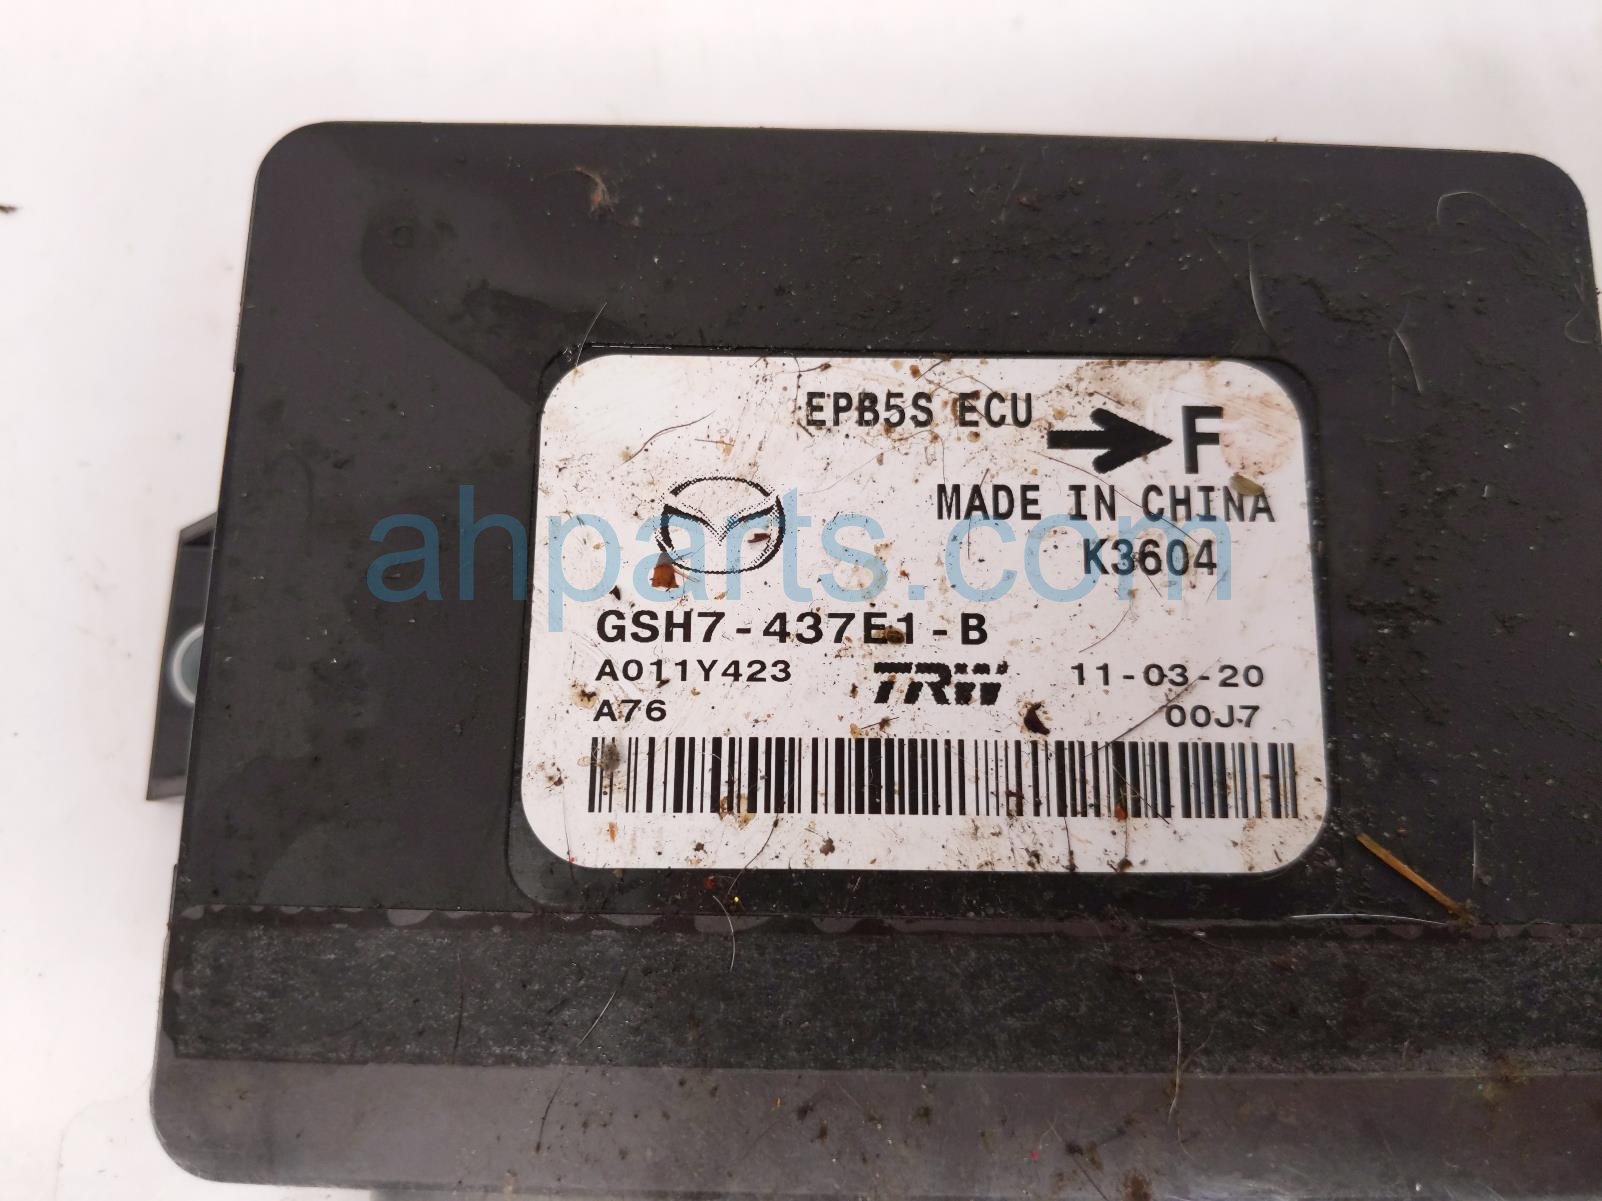 EPB5S ECU
F
MADE IN CHINA
K3604
ahparts.com
GSH7-437E1-B
A011Y423
TRW
11-03-20
A76
00J7